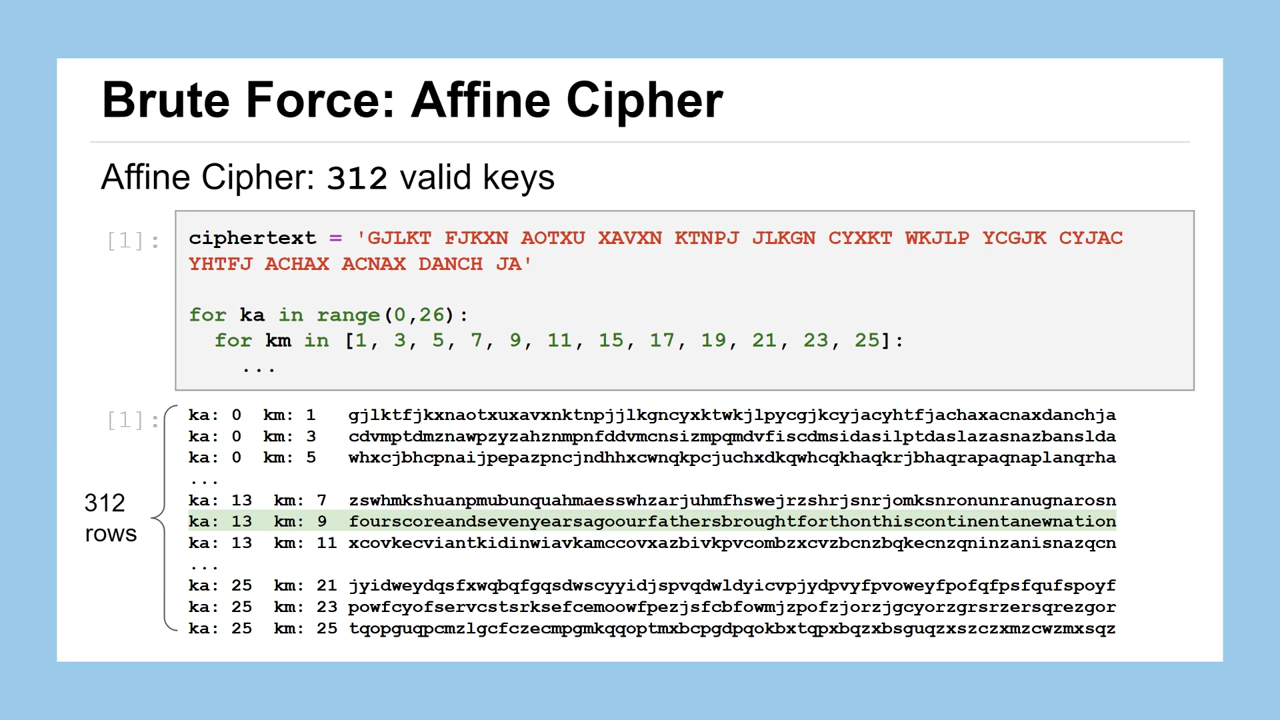 Brute Force: Affine Cipher
Affine Cipher: 312 valid keys
[1]:
ciphertext = 'GJLKT FJKXN AOTXU XAVXN KTNPJ JLKGN CYXKT WKJLP YCGJK CYJAC
YHTFJ ACHAX ACNAX DANCH JA'
for ka in range(0,26):
for km in [1, 3, 5, 7, 9, 11, 15, 17, 19, 21, 23, 25]:
...
[1]:
ka: 0 km: 1 gjlktfjkxnaotxuxavxnktnpjjlkgncyxktwkjlpycgjkcyjacyhtfjachaxacnaxdanchja
ka: 0 km: 3 cdvmptdmznawpzyzahznmpnfddvmcnsizmpqmdvfiscdmsidasilptdaslazasnazbanslda
ka: 0 km: 5 whxcjbhcpnaijpepazpncjndhhxcwnqkpcjuchxdkqwhcqkhaqkrjbhaqrapaqnaplanqrha
...
312
rows
ka: 13 km: 7 zswhmkshuanpmubunquahmaesswhzarjuhmfhswejrzshrjsnrjomksnronunranugnarosn
ka: 13 km: 9 fourscoreandsevenyearsagoourfathersbroughtforthonthiscontinentanewnation
ka: 13 km: 11 xcovkecviantkidinwiavkamccovxazbivkpvcombzxcvzbcnzbqkecnzqninzanisnazqcn
...
ka: 25 km: 21 jyidweydqsfxwqbqfgqsdwscyyidjspvqdwldyicvpjydpvyfpvoweyfpofqfpsfqufspoyf
ka: 25 km: 23 powfcyofservcstsrksefcemoowfpezjsfcbfowmjzpofzjorzjgcyorzgrsrzersqrezgor
ka: 25 km: 25 tqopguqpcmzlgcfczecmpgmkqqoptmxbcpgdpqokbxtqpxbqzxbsguqzxszczxmzcwzmxsqz